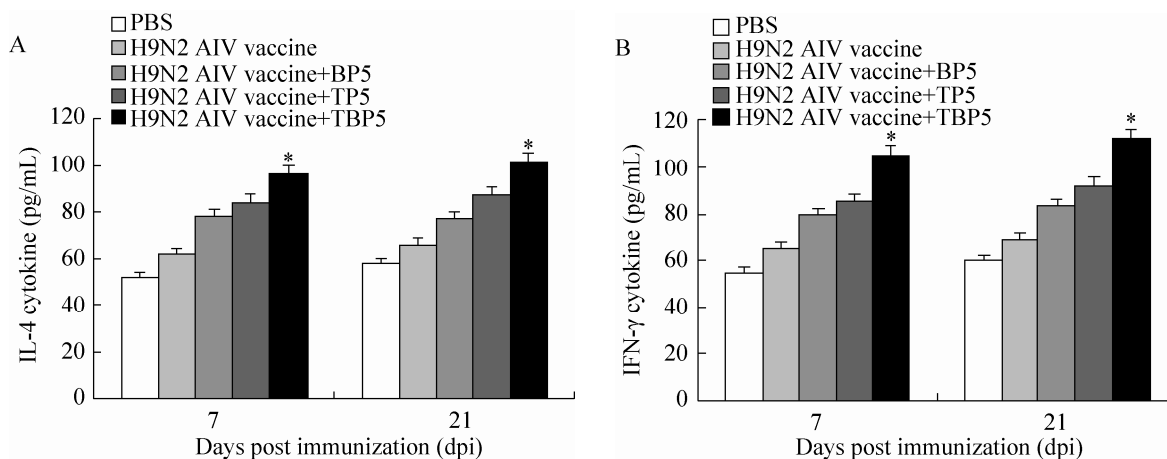 A
PBS
H9N2 AIV vaccine
H9N2 AIV vaccine+BP5
H9N2 AIV vaccine+TP5
H9N2 AIV vaccine+TBP5
IL-4 cytokine (pg/mL)
120
100
80
60
40
20
0
*
*
7
21
Days post immunization (dpi)
B
PBS
H9N2 AIV vaccine
H9N2 AIV vaccine+BP5
H9N2 AIV vaccine+TP5
H9N2 AIV vaccine+TBP5
IFN-γ cytokine (pg/mL)
120
100
80
60
40
20
0
*
*
7
21
Days post immunization (dpi)